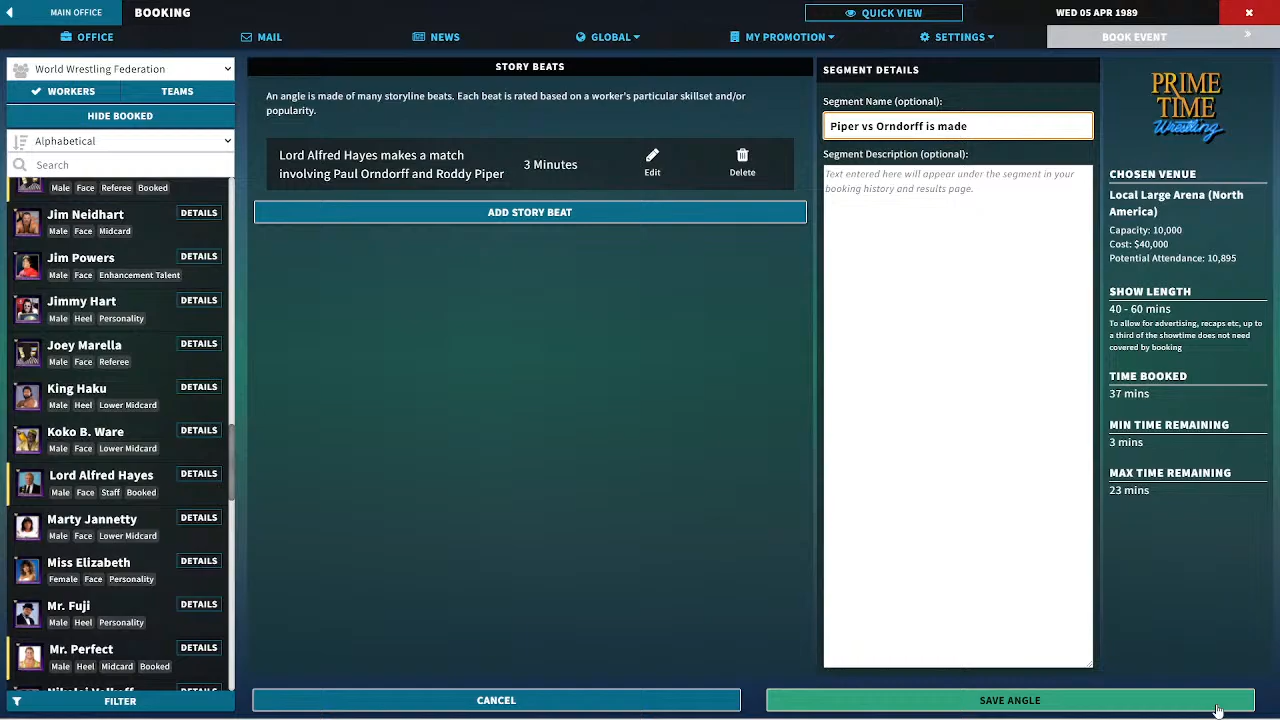 MAIN OFFICE
BOOKING
QUICK VIEW
WED 05 APR 1989
OFFICE
MAIL
NEWS
GLOBAL
MY PROMOTION
SETTINGS
BOOK EVENT
World Wrestling Federation
WORKERS
TEAMS
HIDE BOOKED
Alphabetical
Search
Male Face Referee Booked
Jim Neidhart
DETAILS
Male Face Midcard
Jim Powers
DETAILS
Male Face Enhancement Talent
Jimmy Hart
DETAILS
Male Heel Personality
Joey Marella
DETAILS
Male Face Referee
King Haku
DETAILS
Male Heel Lower Midcard
Koko B. Ware
DETAILS
Male Face Lower Midcard
Lord Alfred Hayes
DETAILS
Male Face Staff Booked
Marty Jannetty
DETAILS
Male Face Lower Midcard
Miss Elizabeth
DETAILS
Female Face Personality
Mr. Fuji
DETAILS
Male Heel Personality
Mr. Perfect
DETAILS
Male Heel Midcard Booked
FILTER
STORY BEATS
An angle is made of many storyline beats. Each beat is rated based on a worker's particular skillset and/or
popularity.
Lord Alfred Hayes makes a match
involving Paul Orndorff and Roddy Piper
3 Minutes
Edit
Delete
ADD STORY BEAT
CANCEL
SEGMENT DETAILS
Segment Name (optional):
Piper vs Orndorff is made
Segment Description (optional):
Text entered here will appear under the segment in your
booking history and results page.
SAVE ANGLE
PRIME
TIME
Wrestling
CHOSEN VENUE
Local Large Arena (North
America)
Capacity: 10,000
Cost: $40,000
Potential Attendance: 10,895
SHOW LENGTH
40 - 60 mins
To allow for advertising, recaps etc, up to
a third of the showtime does not need
covered by booking
TIME BOOKED
37 mins
MIN TIME REMAINING
3 mins
MAX TIME REMAINING
23 mins